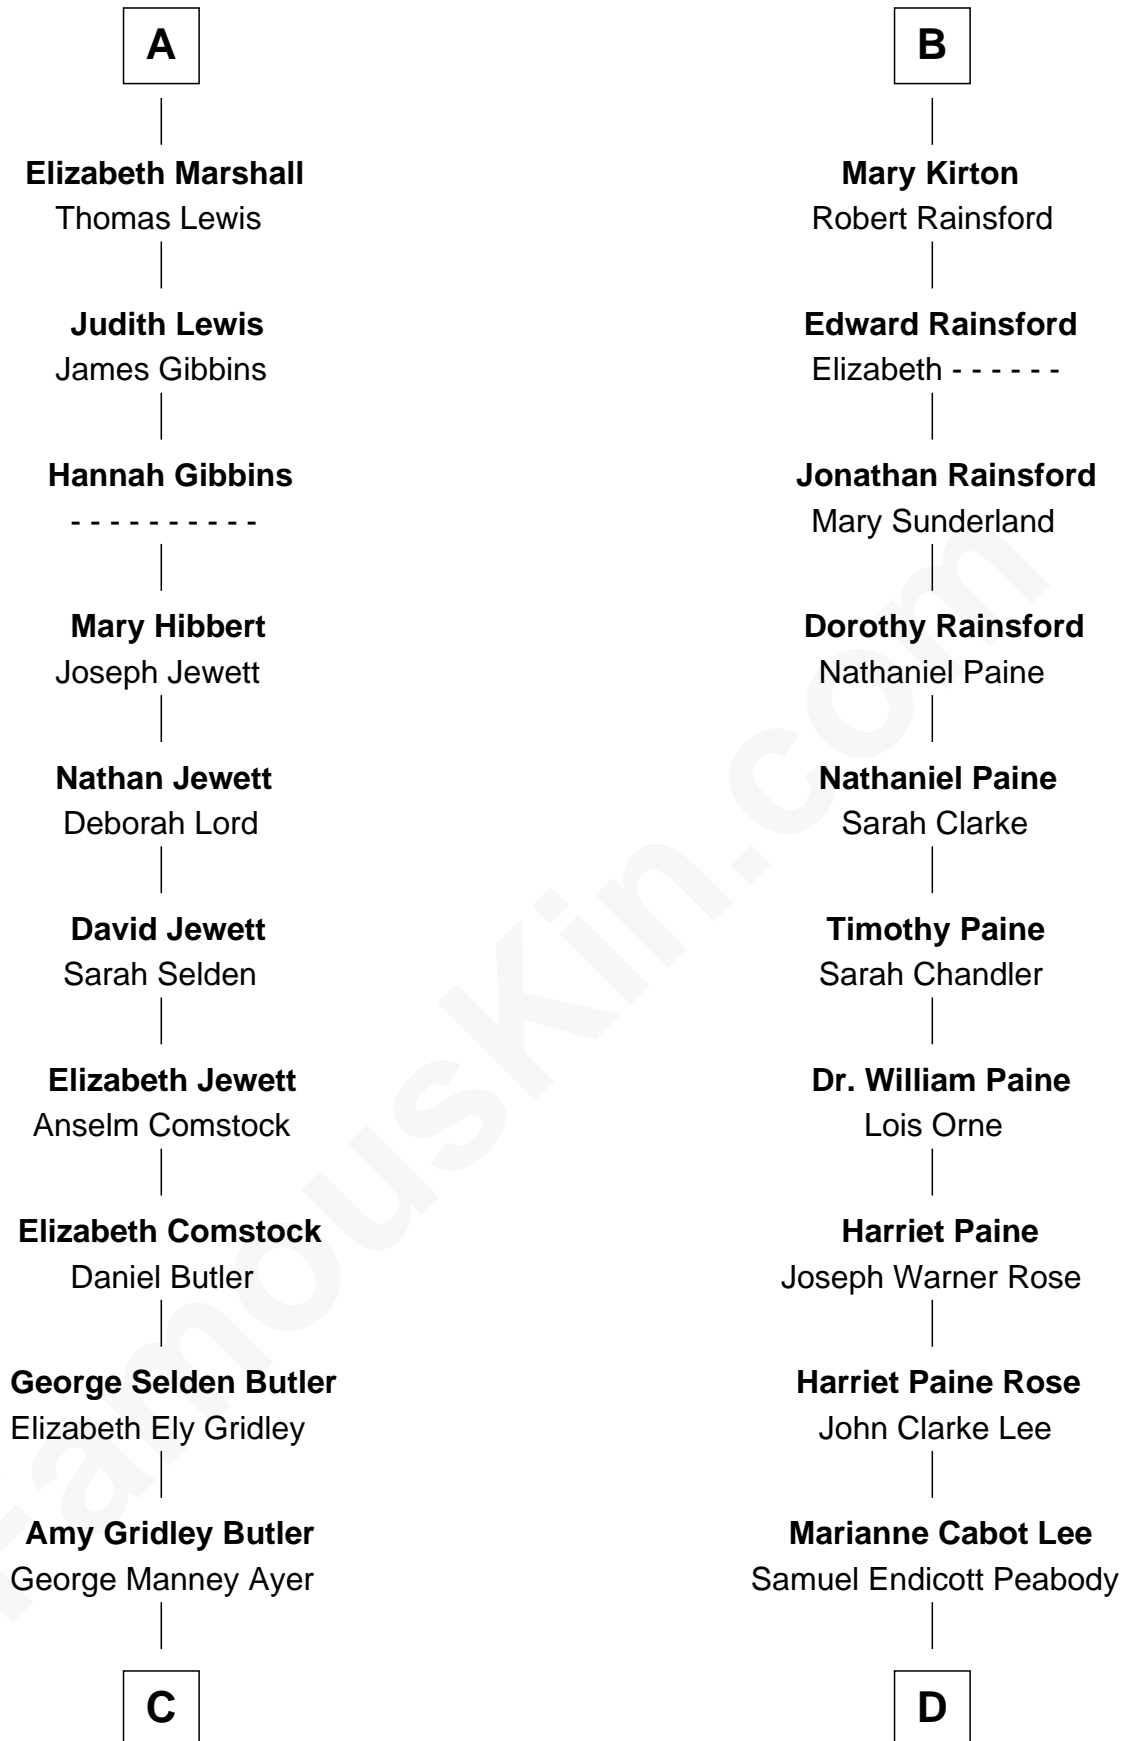 A
Elizabeth Marshall
Thomas Lewis
Judith Lewis
James Gibbins
Hannah Gibbins
- - - - - - - - - -
Mary Hibbert
Joseph Jewett
Nathan Jewett
Deborah Lord
David Jewett
Sarah Selden
Elizabeth Jewett
Anselm Comstock
Elizabeth Comstock
Daniel Butler
George Selden Butler
Elizabeth Ely Gridley
Amy Gridley Butler
George Manney Ayer
C
B
Mary Kirton
Robert Rainsford
Edward Rainsford
Elizabeth - - - - - -
Jonathan Rainsford
Mary Sunderland
Dorothy Rainsford
Nathaniel Paine
Nathaniel Paine
Sarah Clarke
Timothy Paine
Sarah Chandler
Dr. William Paine
Lois Orne
Harriet Paine
Joseph Warner Rose
Harriet Paine Rose
John Clarke Lee
Marianne Cabot Lee
Samuel Endicott Peabody
D
FamousKin.com